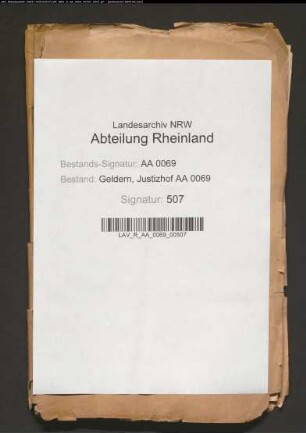 Landesarchiv NRW
Abteilung Rheinland
Bestands-Signatur: AA 0069
Bestand: Geldern, Justizhof AA 0069
Signatur: 507
LAV_R_AA_0069_00507